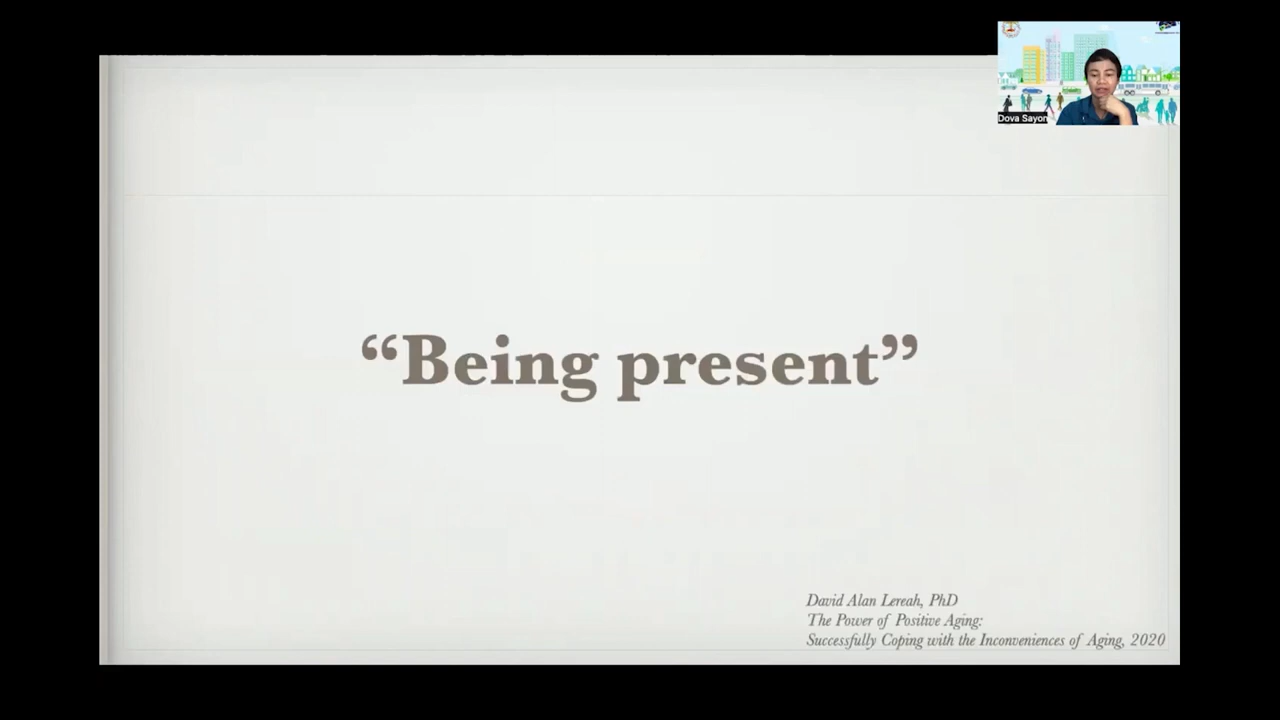 Dova Sayon
“Being present”
David Alan Lereah, PhD
The Power of Positive Aging:
Successfully Coping with the Inconveniences of Aging, 2020